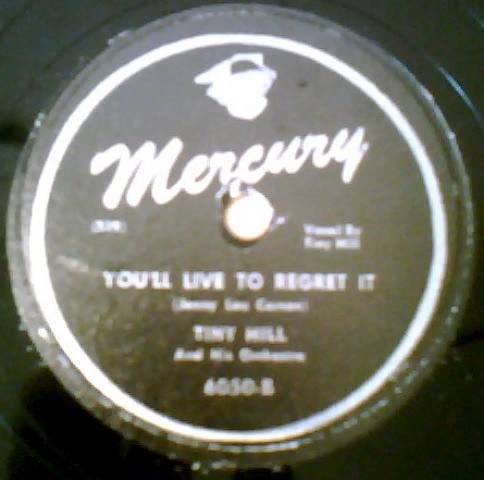 Mercury
Vocal By
Tiny Hill
YOU'LL LIVE TO REGRET IT
(Jenny Lou Carson)
TINY HILL
And His Orchestra
6050-B